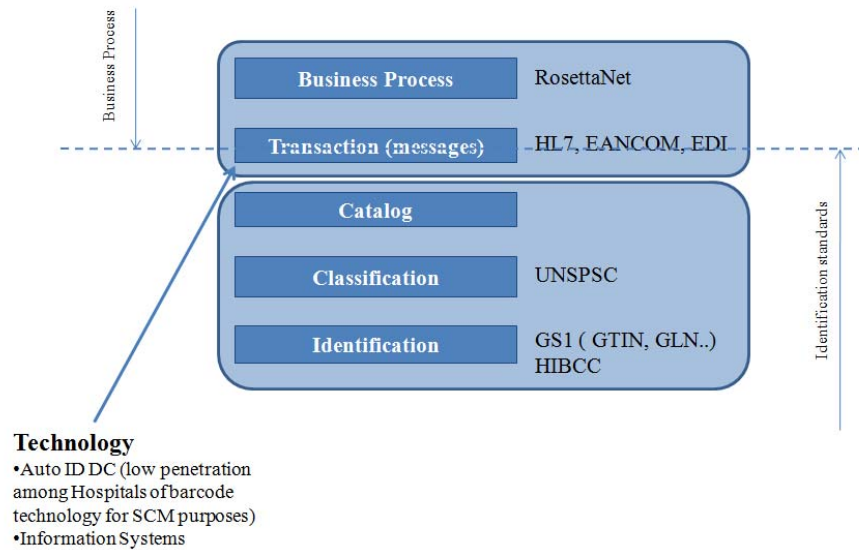 Business Process
Business Process
RosettaNet
Transaction (messages)
HL7, EANCOM, EDI
Catalog
Classification
UNSPSC
Identification
GS1 ( GTIN, GLN..)
HIBCC
Identification standards
Technology
•Auto ID DC (low penetration
among Hospitals of barcode
technology for SCM purposes)
•Information Systems